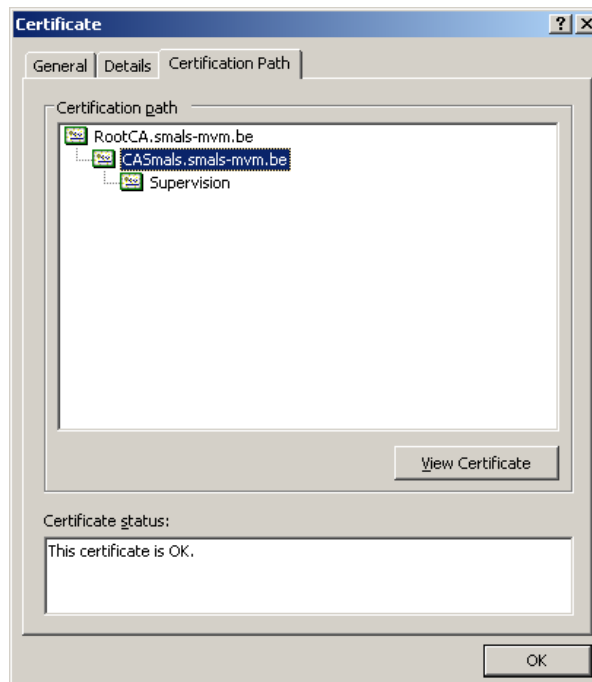 Certificate
General
Details
Certification Path
Certification path
RootCA.smals-mvm.be
CASmals.smals-mvm.be
Supervision
View Certificate
Certificate status:
This certificate is OK.
OK